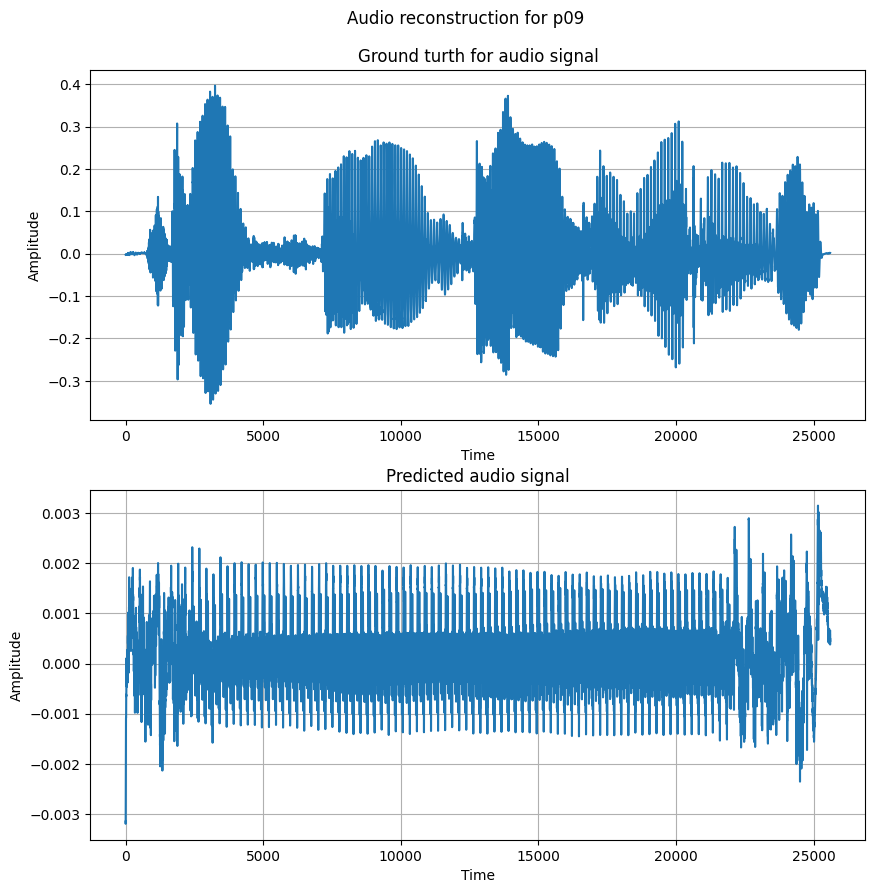 Audio reconstruction for p09
Ground turth for audio signal
0.4
0.3
0.2
0.1
0.0
−0.1
−0.2
−0.3
Amplitude
0 5000 10000 15000 20000 25000
Time
Predicted audio signal
0.003
0.002
0.001
0.000
−0.001
−0.002
−0.003
Amplitude
0 5000 10000 15000 20000 25000
Time